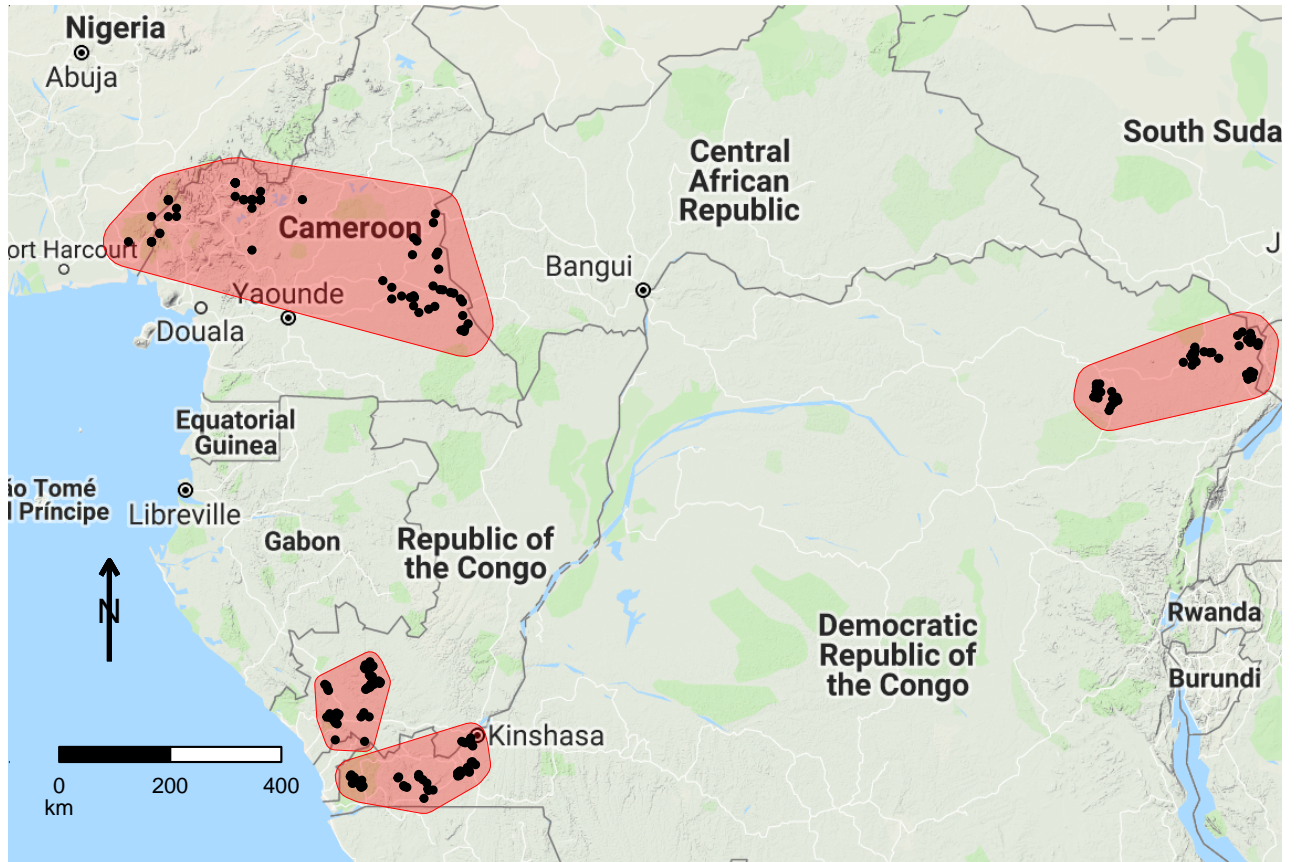 Nigeria
Abuja
South Suda
Central
African
Republic
Cameroon
ort Harcourt
J
Bangui
Yaounde
Douala
Equatorial
Guinea
ão Tomé
d Príncipe
Libreville
Gabon
Republic of
the Congo
N
Rwanda
Democratic
Republic of
the Congo
Burundi
Kinshasa
0
200
400
km